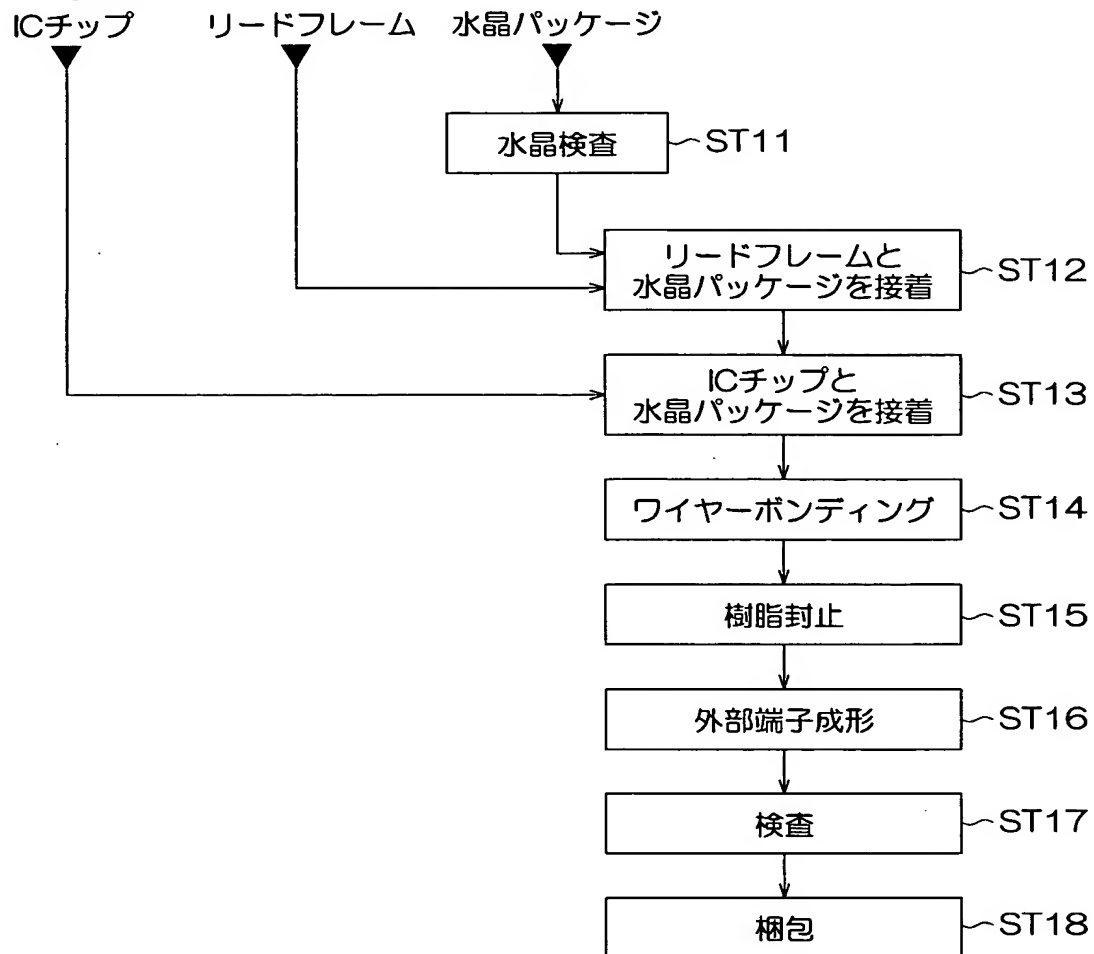 ICチップ
リードフレーム
水晶パッケージ
水晶検査
ST11
リードフレームと
水晶パッケージを接着
ST12
ICチップと
水晶パッケージを接着
ST13
ワイヤーボンディング
ST14
樹脂封止
ST15
外部端子成形
ST16
検査
ST17
梱包
ST18